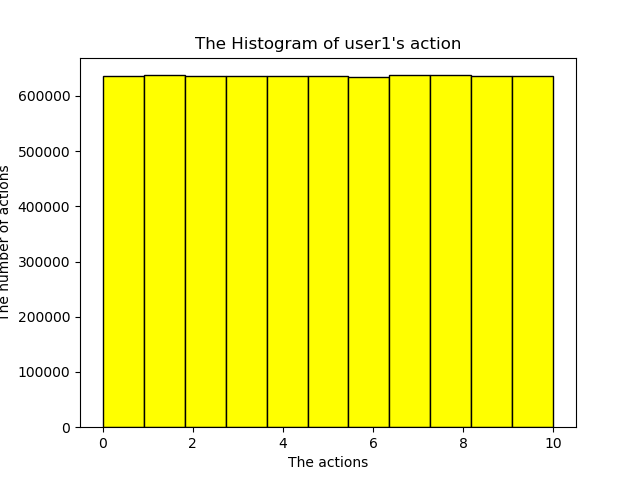 The Histogram of user1's action
600000
500000
400000
300000
200000
100000
0
The number of actions
0 2 4 6 8 10
The actions